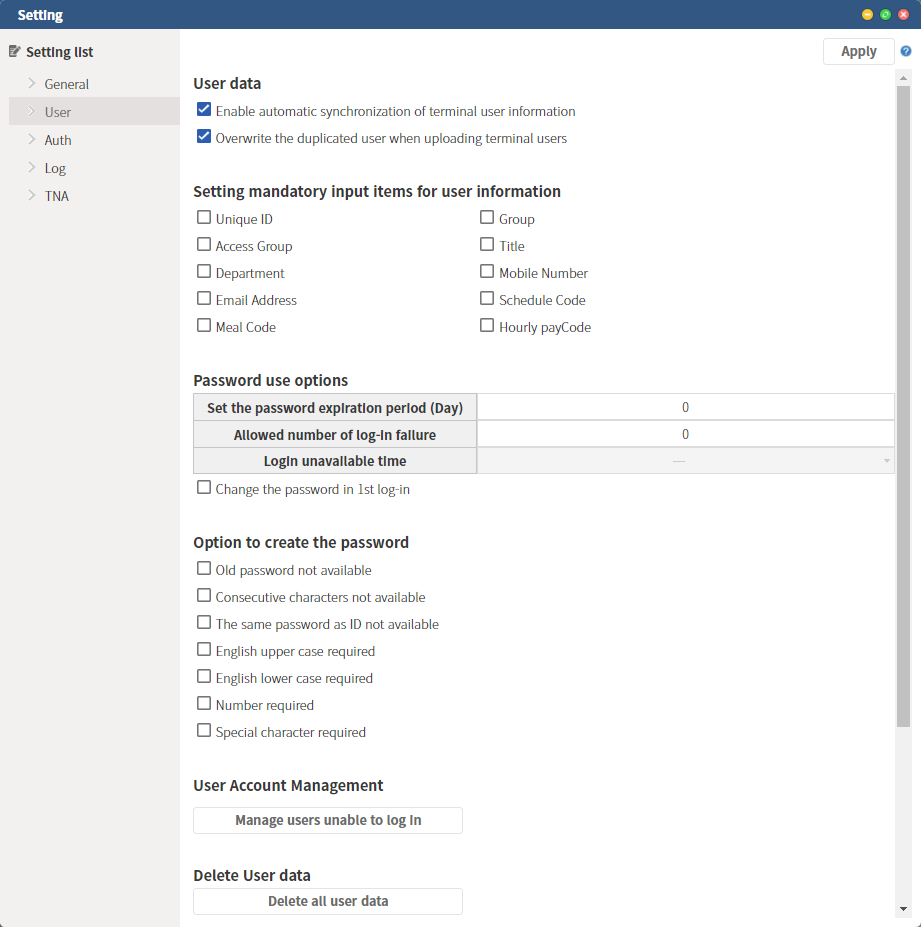 Setting
Setting list
General
User
Auth
Log
TNA
Apply
?
User data
Enable automatic synchronization of terminal user information
Overwrite the duplicated user when uploading terminal users
Setting mandatory input items for user information
Unique ID
Group
Access Group
Title
Department
Mobile Number
Email Address
Schedule Code
Meal Code
Hourly payCode
Password use options
Set the password expiration period (Day) 0
Allowed number of log-in failure 0
Login unavailable time ----
Change the password in 1st log-in
Option to create the password
Old password not available
Consecutive characters not available
The same password as ID not available
English upper case required
English lower case required
Number required
Special character required
User Account Management
Manage users unable to log in
Delete User data
Delete all user data